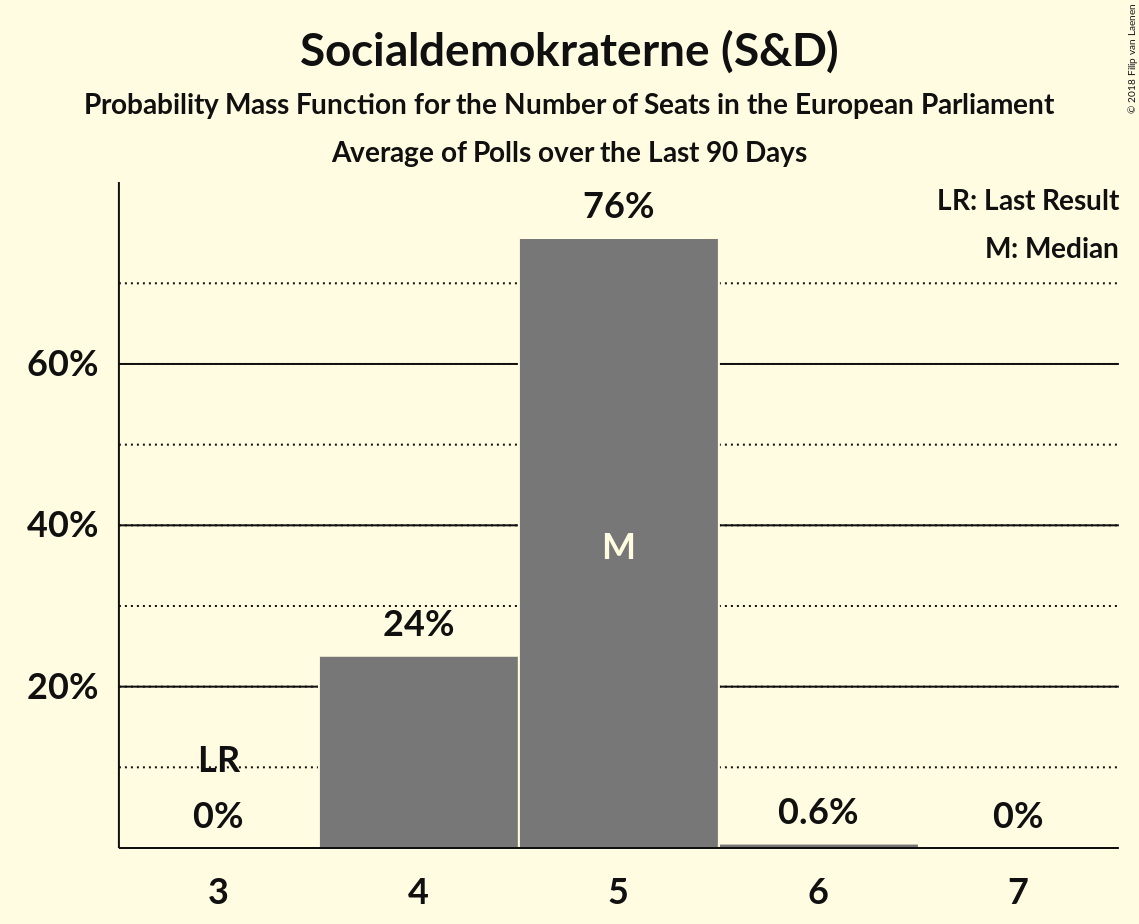 Socialdemokraterne (S&D)
Probability Mass Function for the Number of Seats in the European Parliament
Average of Polls over the Last 90 Days
© 2018 Filip van Laenen
LR: Last Result
M: Median
76%
60%
40%
M
24%
20%
LR
0%
0.6%
0%
3 4 5 6 7